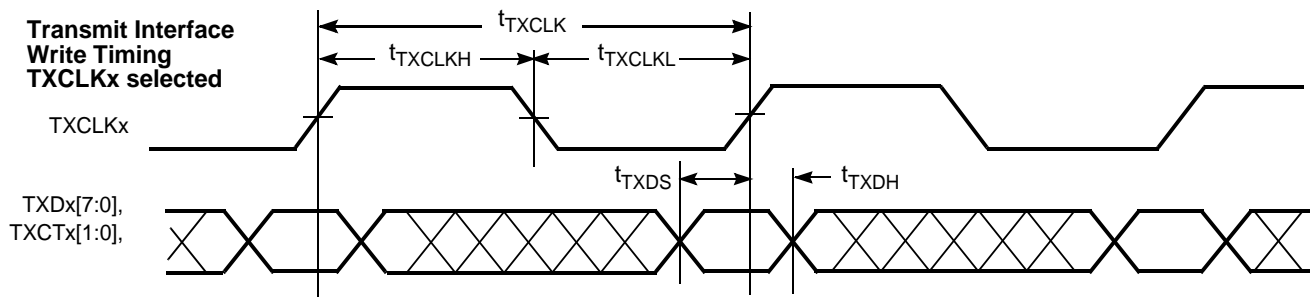 Transmit Interface
Write Timing
TXCLKx selected
tTXCLK
tTXCLKH
tTXCLKL
TXCLKx
tTXDS
tTXDH
TXDx[7:0],
TXCTx[1:0],